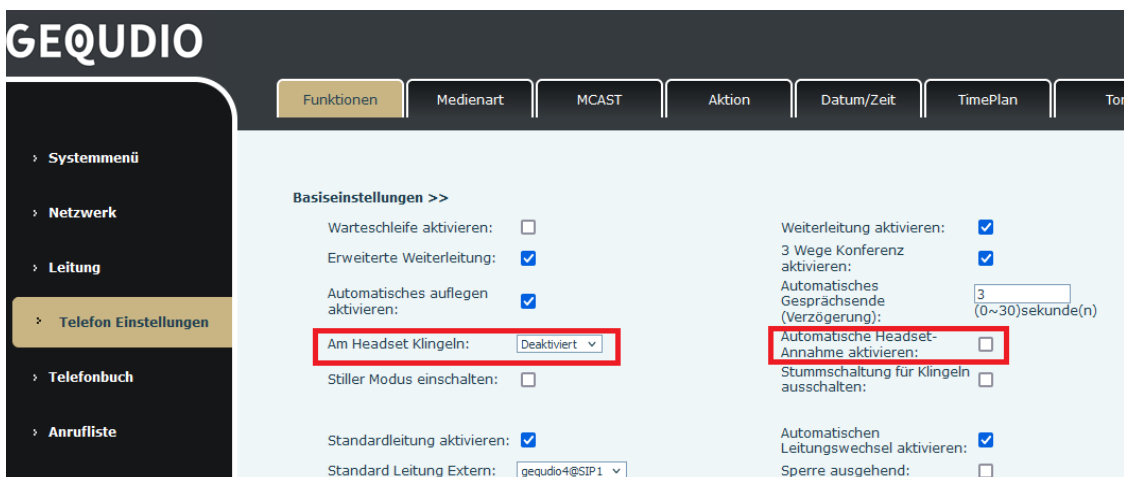 GEQUDIO
Funktionen
Medienart
MCAST
Aktion
Datum/Zeit
TimePlan
Systemmenü
Netzwerk
Leitung
Telefon Einstellungen
Telefonbuch
Anrufliste
Basiseinstellungen >>
Warteschleife aktivieren:
Weiterleitung aktivieren:
Erweiterte Weiterleitung:
3 Wege Konferenz
aktivieren:
Automatisches auflegen
aktivieren:
Automatisches
Gesprächsende
(Verzögerung):
3
(0~30)sekunde(n)
Am Headset Klingeln:
Deaktiviert
Automatische Headset-
Annahme aktivieren:
Stiller Modus einschalten:
Stummschaltung für Klingeln
ausschalten:
Standardleitung aktivieren:
Automatischen
Leitungswechsel aktivieren:
Standard Leitung Extern:
gequdio4@SIP1
Sperre ausgehend: